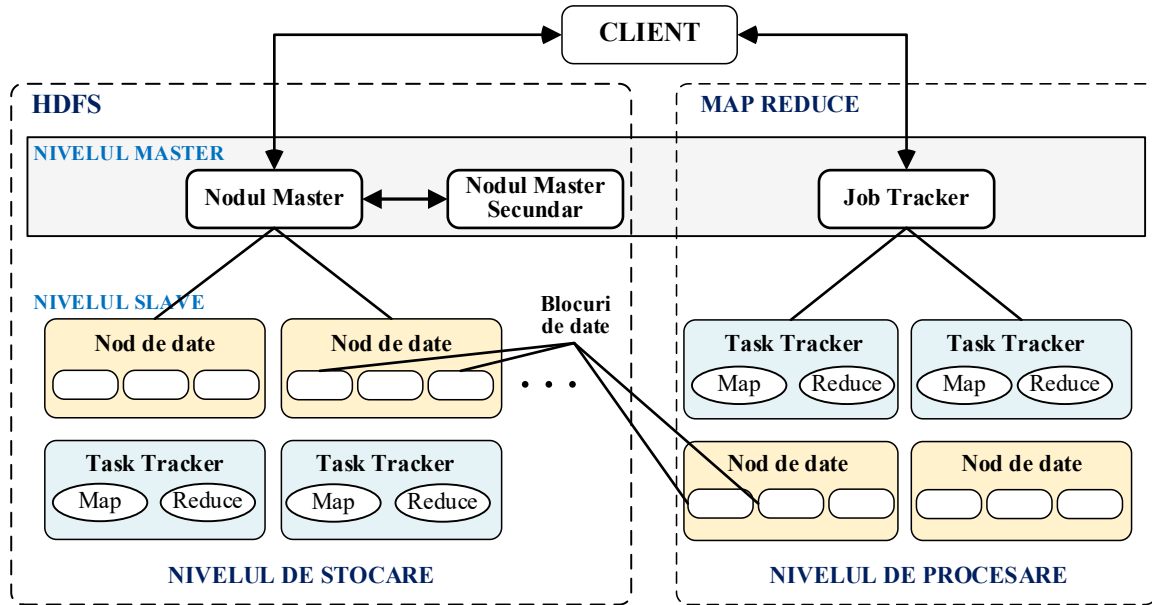 CLIENT
HDFS
MAP REDUCE
NIVELUL MASTER
Nodul Master
Nodul Master
Secundar
Job Tracker
NIVELUL SLAVE
Blocuri
de date
Nod de date
Nod de date
. . .
Task Tracker
Map
Reduce
Task Tracker
Map
Reduce
Task Tracker
Map
Reduce
Task Tracker
Map
Reduce
Nod de date
Nod de date
NIVELUL DE STOCARE
NIVELUL DE PROCESARE